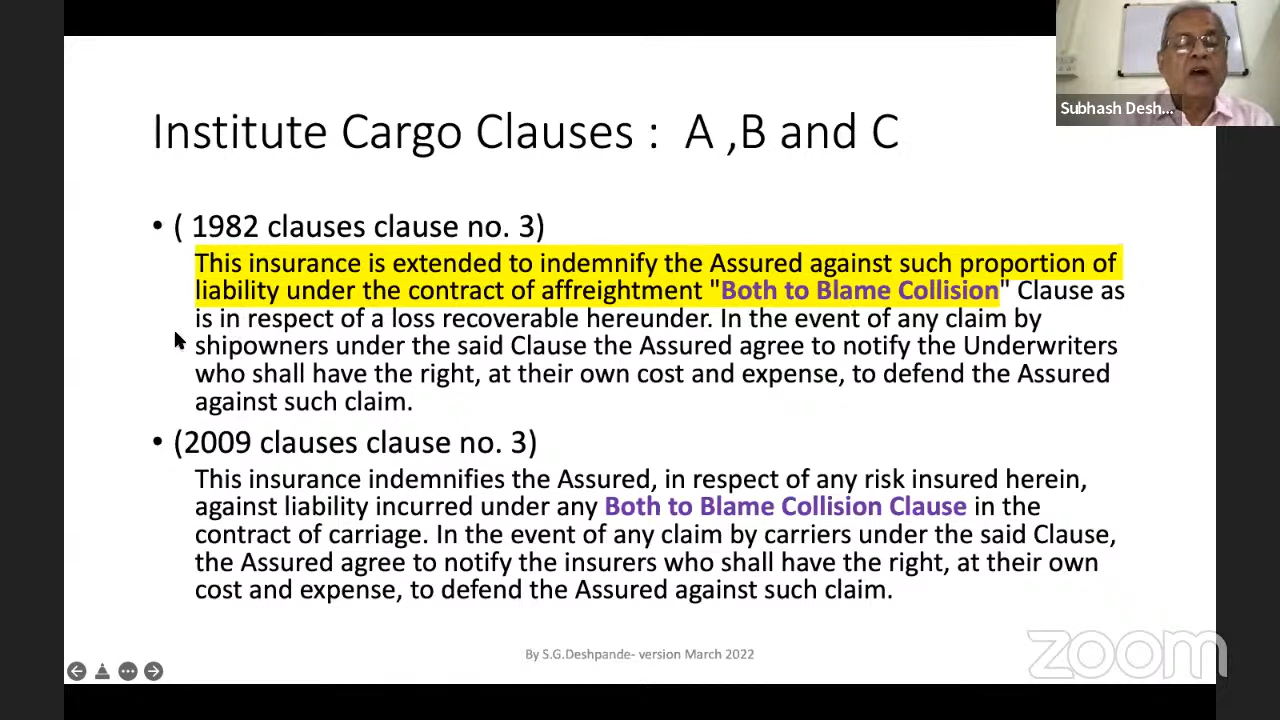 Subhash Desh...
Institute Cargo Clauses : A ,B and C
• ( 1982 clauses clause no. 3)
This insurance is extended to indemnify the Assured against such proportion of
liability under the contract of affreightment "Both to Blame Collision" Clause as
is in respect of a loss recoverable hereunder. In the event of any claim by
shipowners under the said Clause the Assured agree to notify the Underwriters
who shall have the right, at their own cost and expense, to defend the Assured
against such claim.
• (2009 clauses clause no. 3)
This insurance indemnifies the Assured, in respect of any risk insured herein,
against liability incurred under any Both to Blame Collision Clause in the
contract of carriage. In the event of any claim by carriers under the said Clause,
the Assured agree to notify the insurers who shall have the right, at their own
cost and expense, to defend the Assured against such claim.
By S.G.Deshpande- version March 2022
zoom